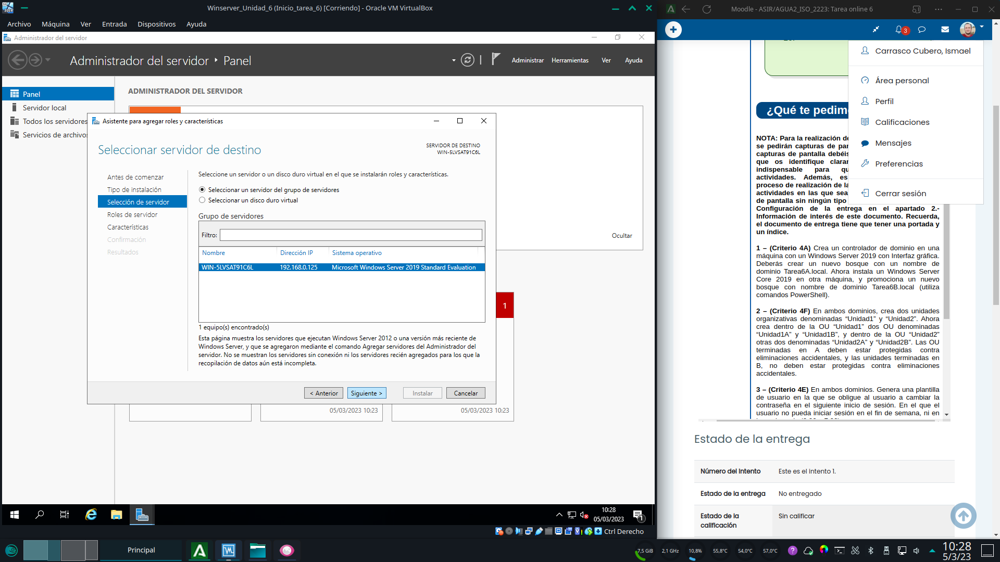 Winserver_Unidad_6 (Inicio_tarea_6) [Corriendo] - Oracle VM VirtualBox
Archivo Máquina Ver Entrada Dispositivos Ayuda
Administrador del servidor
Administrador del servidor ‣ Panel
Administrar Herramientas Ver Ayuda
Panel
Servidor local
Todos los servidores
Servicios de archivos
ADMINISTRADOR DEL SERVIDOR
Asistente para agregar roles y características
Seleccionar servidor de destino
SERVIDOR DE DESTINO
WIN-5LVSAT91C6L
Antes de comenzar
Tipo de instalación
Selección de servidor
Roles de servidor
Características
Confirmación
Resultados
Seleccione un servidor o un disco duro virtual en el que se instalarán roles y características.
Seleccionar un servidor del grupo de servidores
Seleccionar un disco duro virtual
Grupo de servidores
Filtro:
Nombre Dirección IP Sistema operativo
WIN-5LVSAT91C6L 192.168.0.125 Microsoft Windows Server 2019 Standard Evaluation
1 equipo(s) encontrado(s)
Esta página muestra los servidores que ejecutan Windows Server 2012 o una versión más reciente de
Windows Server, y que se agregaron mediante el comando Agregar servidores del Administrador del
servidor. No se muestran los servidores sin conexión ni los servidores recién agregados para los que la
recopilación de datos aún está incompleta.
< Anterior Siguiente > Instalar Cancelar
Ocultar
1
05/03/2023 10:23
05/03/2023 10:23
10:28
05/03/2023
1
Ctrl Derecho
Moodle - ASIR/AGUA2_ISO_2223: Tarea online 6
3
Carrasco Cubero, Ismael
Área personal
Perfil
Calificaciones
Mensajes
Preferencias
Cerrar sesión
¿Qué te pedim
NOTA: Para la realización de
se pedirán capturas de pan
capturas de pantalla debéis
que os identifique clarar
indispensable para qu
actividades. Además, es
proceso de realización de la
actividades en las que sea
de pantalla sin ningún tipo
Configuración de la entrega en el apartado 2.-
Información de interés de este documento. Recuerda,
el documento de entrega tiene que tener una portada y
un índice.
1 – (Criterio 4A) Crea un controlador de dominio en una
máquina con un Windows Server 2019 con Interfaz gráfica.
Deberás crear un nuevo bosque con un nombre de
dominio Tarea6A.local. Ahora instala un Windows Server
Core 2019 en otra máquina, y promociona un nuevo
bosque con nombre de dominio Tarea6B.local (utiliza
comandos PowerShell).
2 – (Criterio 4F) En ambos dominios, crea dos unidades
organizativas denominadas “Unidad1” y “Unidad2”. Ahora
crea dentro de la OU “Unidad1” dos OU denominadas
“Unidad1A” y “Unidad1B”, y dentro de la OU “Unidad2”
otras dos denominadas “Unidad2A” y “Unidad2B”. Las OU
terminadas en A deben estar protegidas contra
eliminaciones accidentales, y las unidades terminadas en
B, no deben estar protegidas contra eliminaciones
accidentales.
3 – (Criterio 4E) En ambos dominios. Genera una plantilla
de usuario en la que se obligue al usuario a cambiar la
contraseña en el siguiente inicio de sesión. En el que el
usuario no pueda iniciar sesión en el fin de semana, ni en
Estado de la entrega
Número del intento Este es el intento 1.
Estado de la entrega No entregado
Estado de la
calificación
Sin calificar
Principal
7,5 GiB 2,1 GHz 10,8% 55,8°C 54,0°C 57,0°C
10:28
5/3/23